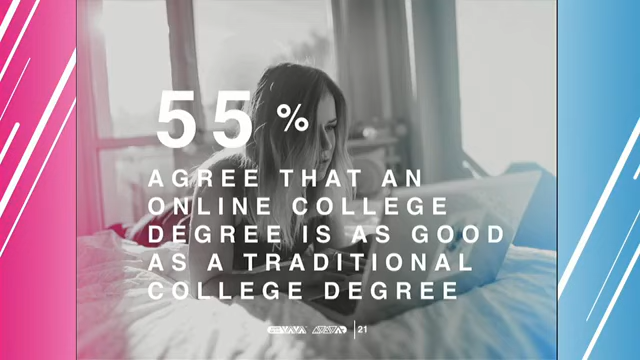 55%
AGREE THAT AN
ONLINE COLLEGE
DEGREE IS AS GOOD
AS A TRADITIONAL
COLLEGE DEGREE
21